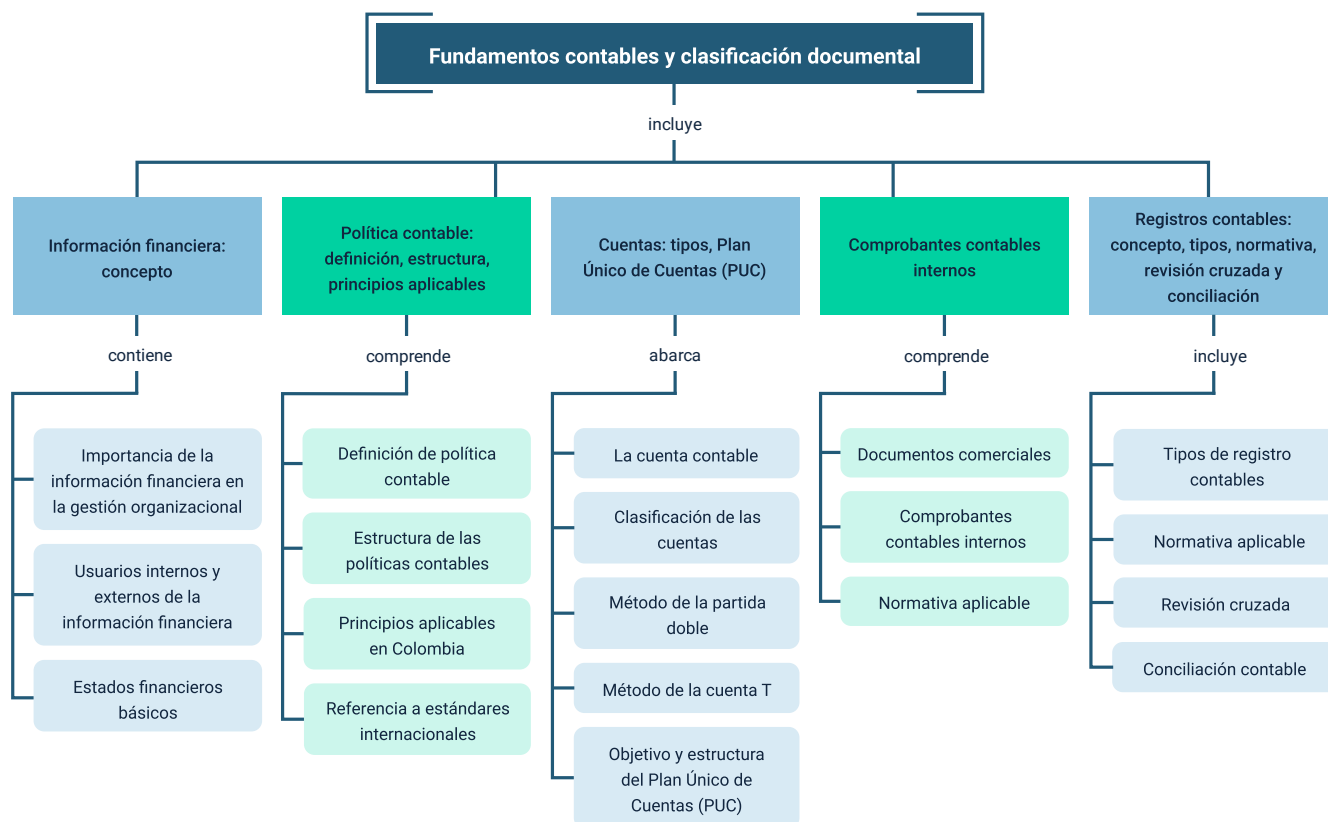 Fundamentos contables y clasificación documental
incluye
Información financiera:
concepto
Política contable:
definición, estructura,
principios aplicables
Cuentas: tipos, Plan
Único de Cuentas (PUC)
Comprobantes contables
internos
Registros contables:
concepto, tipos, normativa,
revisión cruzada y
conciliación
contiene
comprende
abarca
comprende
incluye
Importancia de la
información financiera en
la gestión organizacional
Usuarios internos y
externos de la
información financiera
Estados financieros
básicos
Definición de política
contable
Estructura de las
políticas contables
Principios aplicables
en Colombia
Referencia a estándares
internacionales
La cuenta contable
Clasificación de las
cuentas
Método de la partida
doble
Método de la cuenta T
Objetivo y estructura
del Plan Único de
Cuentas (PUC)
Documentos comerciales
Comprobantes
contables internos
Normativa aplicable
Tipos de registro
contables
Normativa aplicable
Revisión cruzada
Conciliación contable